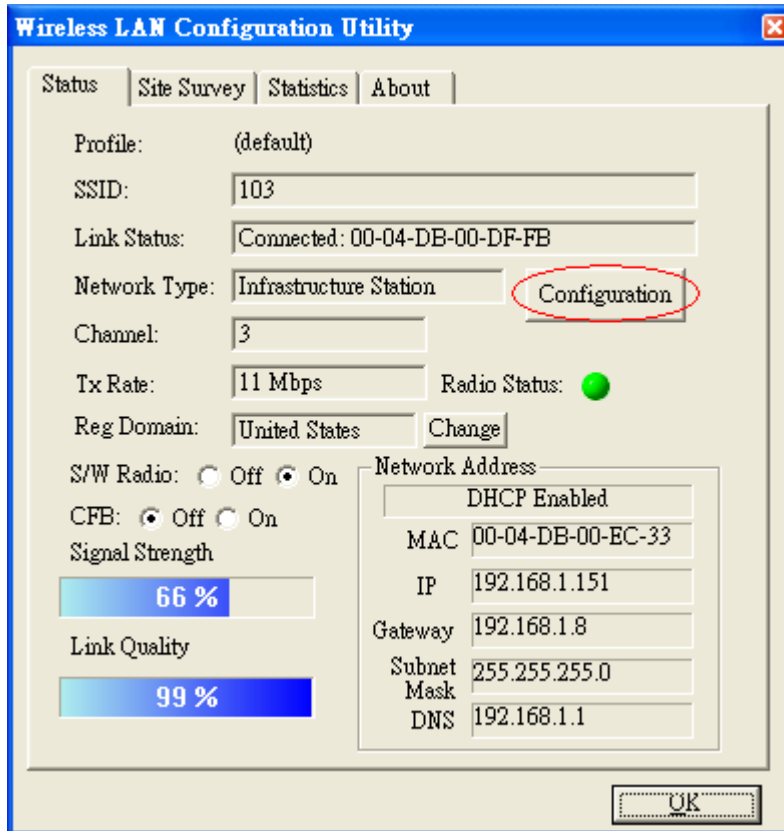 Wireless LAN Configuration Utility
Status Site Survey Statistics About
Profile: (default)
SSID: 103
Link Status: Connected: 00-04-DB-00-DF-FB
Network Type: Infrastructure Station Configuration
Channel: 3
Tx Rate: 11 Mbps Radio Status:
Reg Domain: United States Change
S/W Radio: Off On
CFB: Off On
Signal Strength
66 %
Link Quality
99 %
Network Address
DHCP Enabled
MAC 00-04-DB-00-EC-33
IP 192.168.1.151
Gateway 192.168.1.8
Subnet Mask 255.255.255.0
DNS 192.168.1.1
OK